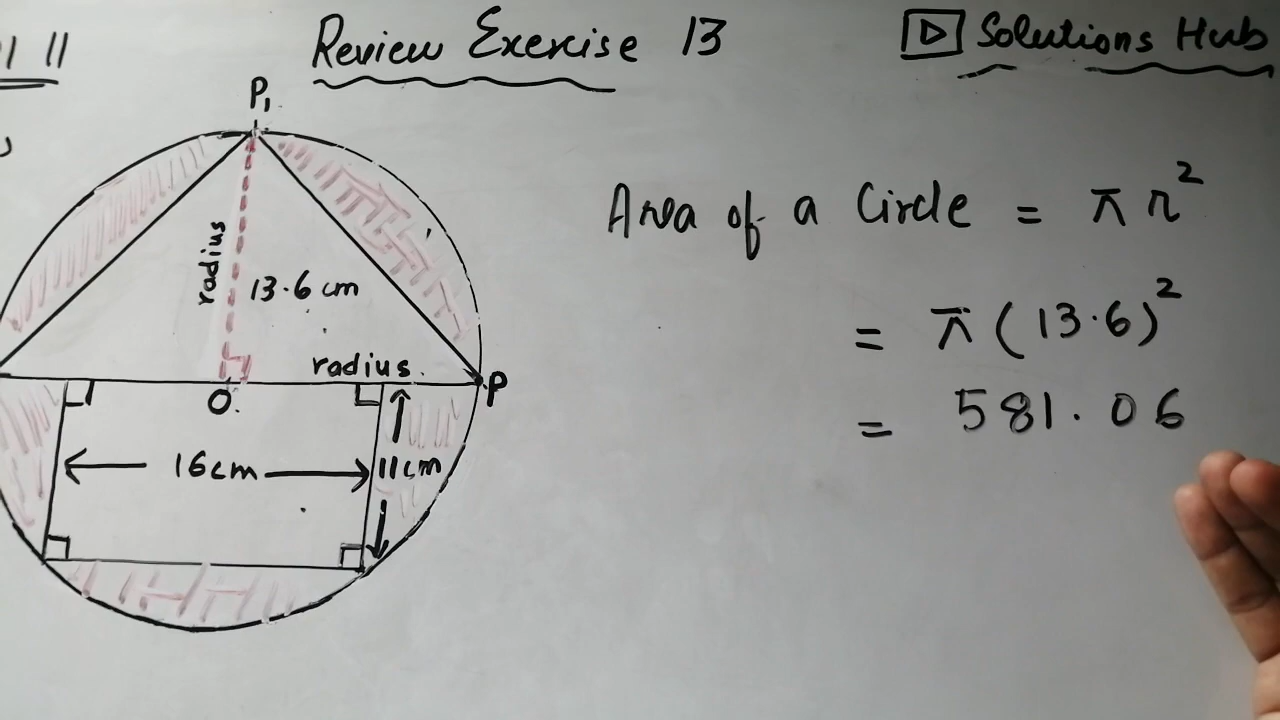 11
Review Exercise 13
Solutions Hub
P₁
radius
13.6 cm
radius.
O.
P
16cm
11cm
Area of a Circle = πr²
= π(13.6)²
= 581.06